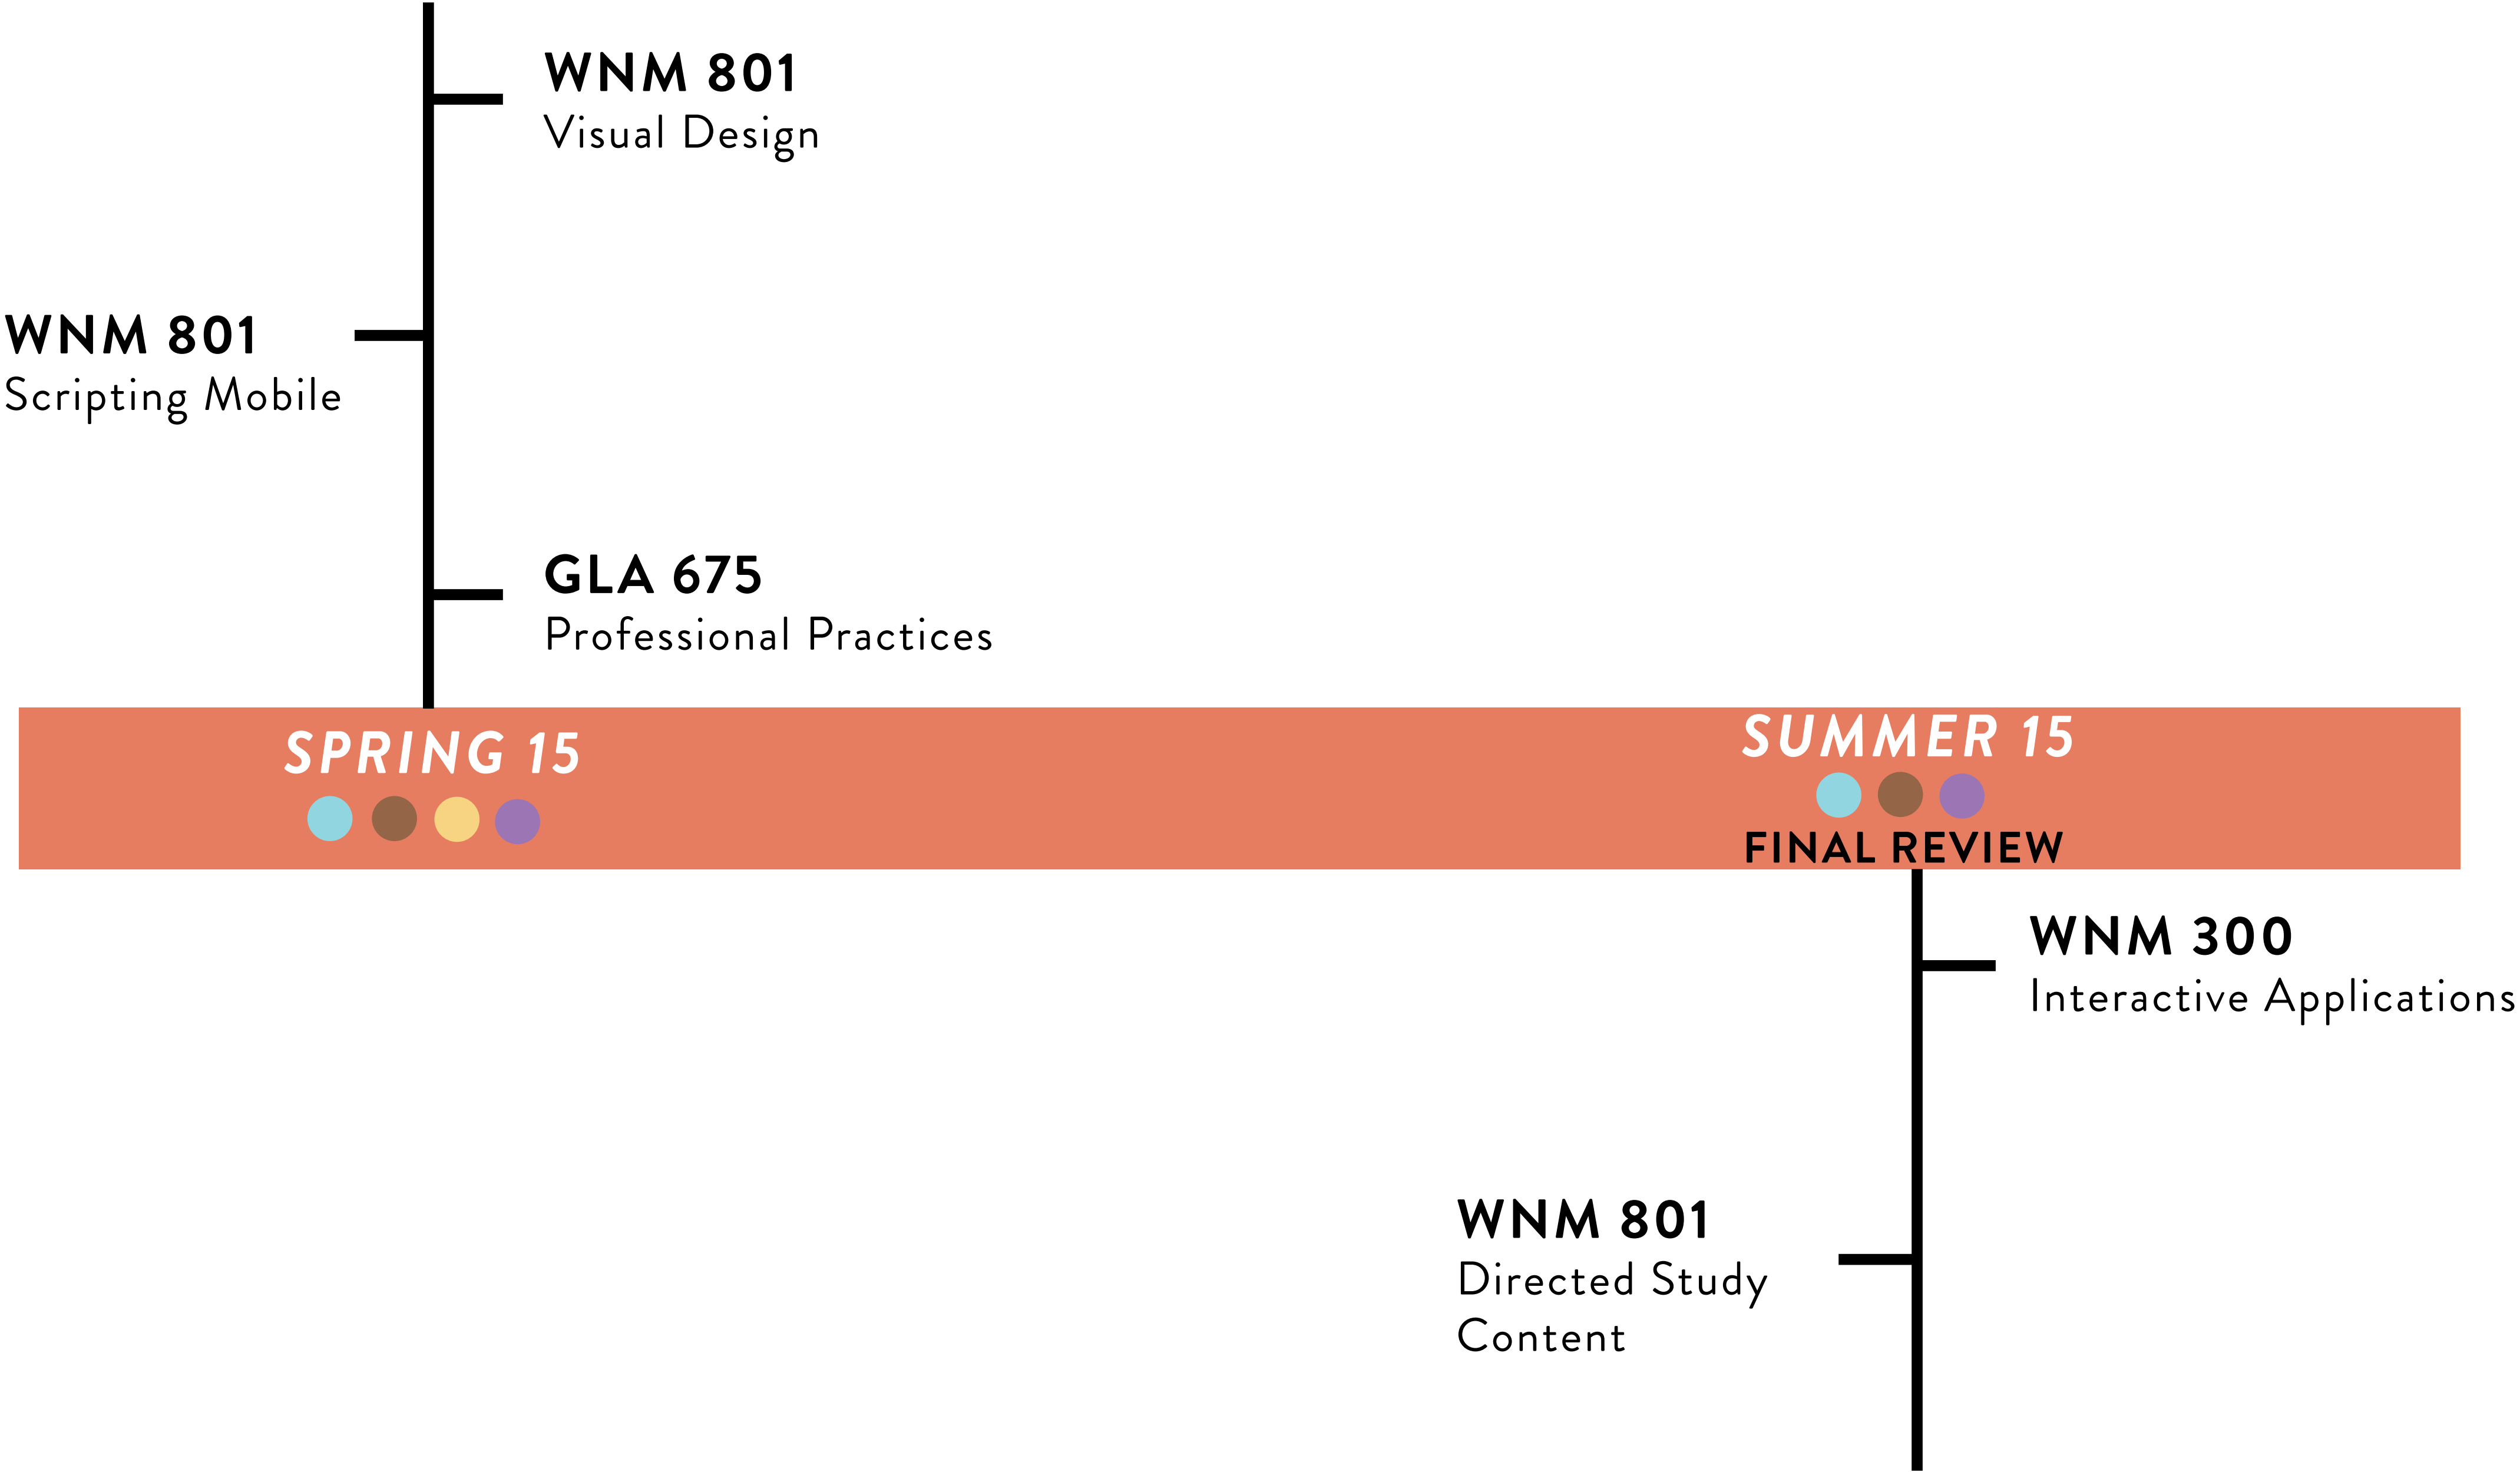 WNM 801
Visual Design
WNM 801
Scripting Mobile
GLA 675
Professional Practices
SPRING 15
SUMMER 15
FINAL REVIEW
WNM 300
Interactive Applications
WNM 801
Directed Study
Content